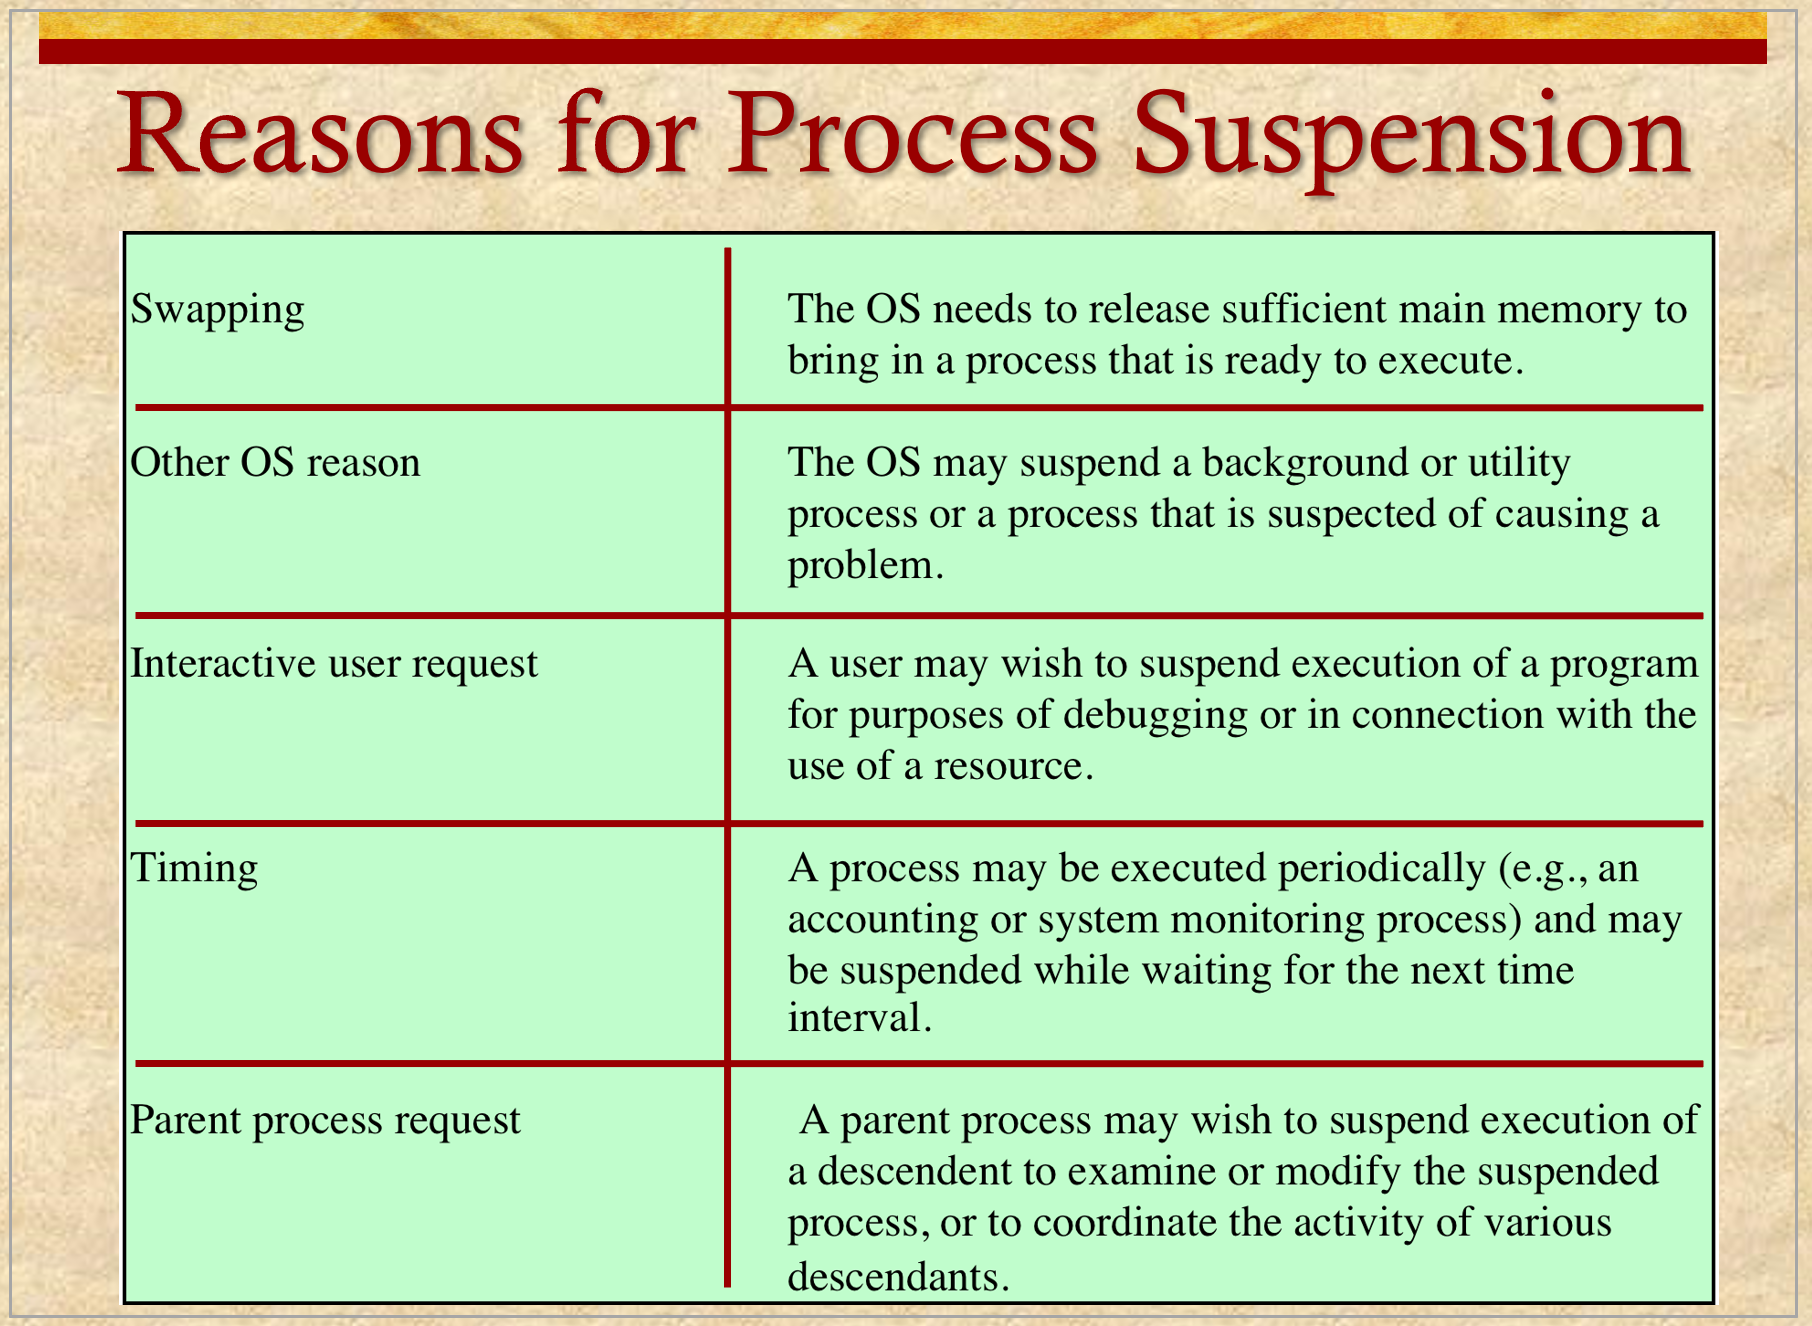 Reasons for Process Suspension
Swapping
The OS needs to release sufficient main memory to
bring in a process that is ready to execute.
Other OS reason
The OS may suspend a background or utility
process or a process that is suspected of causing a
problem.
Interactive user request
A user may wish to suspend execution of a program
for purposes of debugging or in connection with the
use of a resource.
Timing
A process may be executed periodically (e.g., an
accounting or system monitoring process) and may
be suspended while waiting for the next time
interval.
Parent process request
A parent process may wish to suspend execution of
a descendent to examine or modify the suspended
process, or to coordinate the activity of various
descendants.